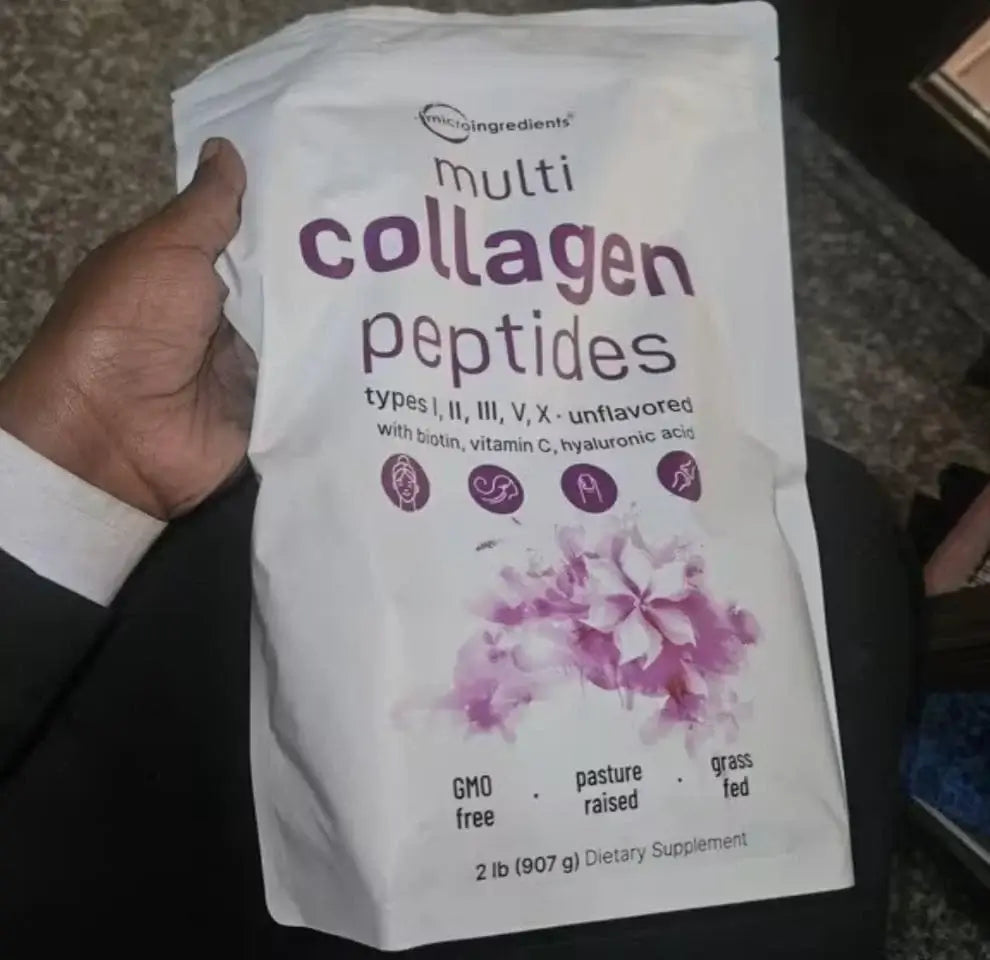 microingredients®
multi
collagen
peptides
types I, II, III, V, X · unflavored
with biotin, vitamin C, hyaluronic acid
GMO free · pasture raised · grass fed
2 lb (907 g) Dietary Supplement